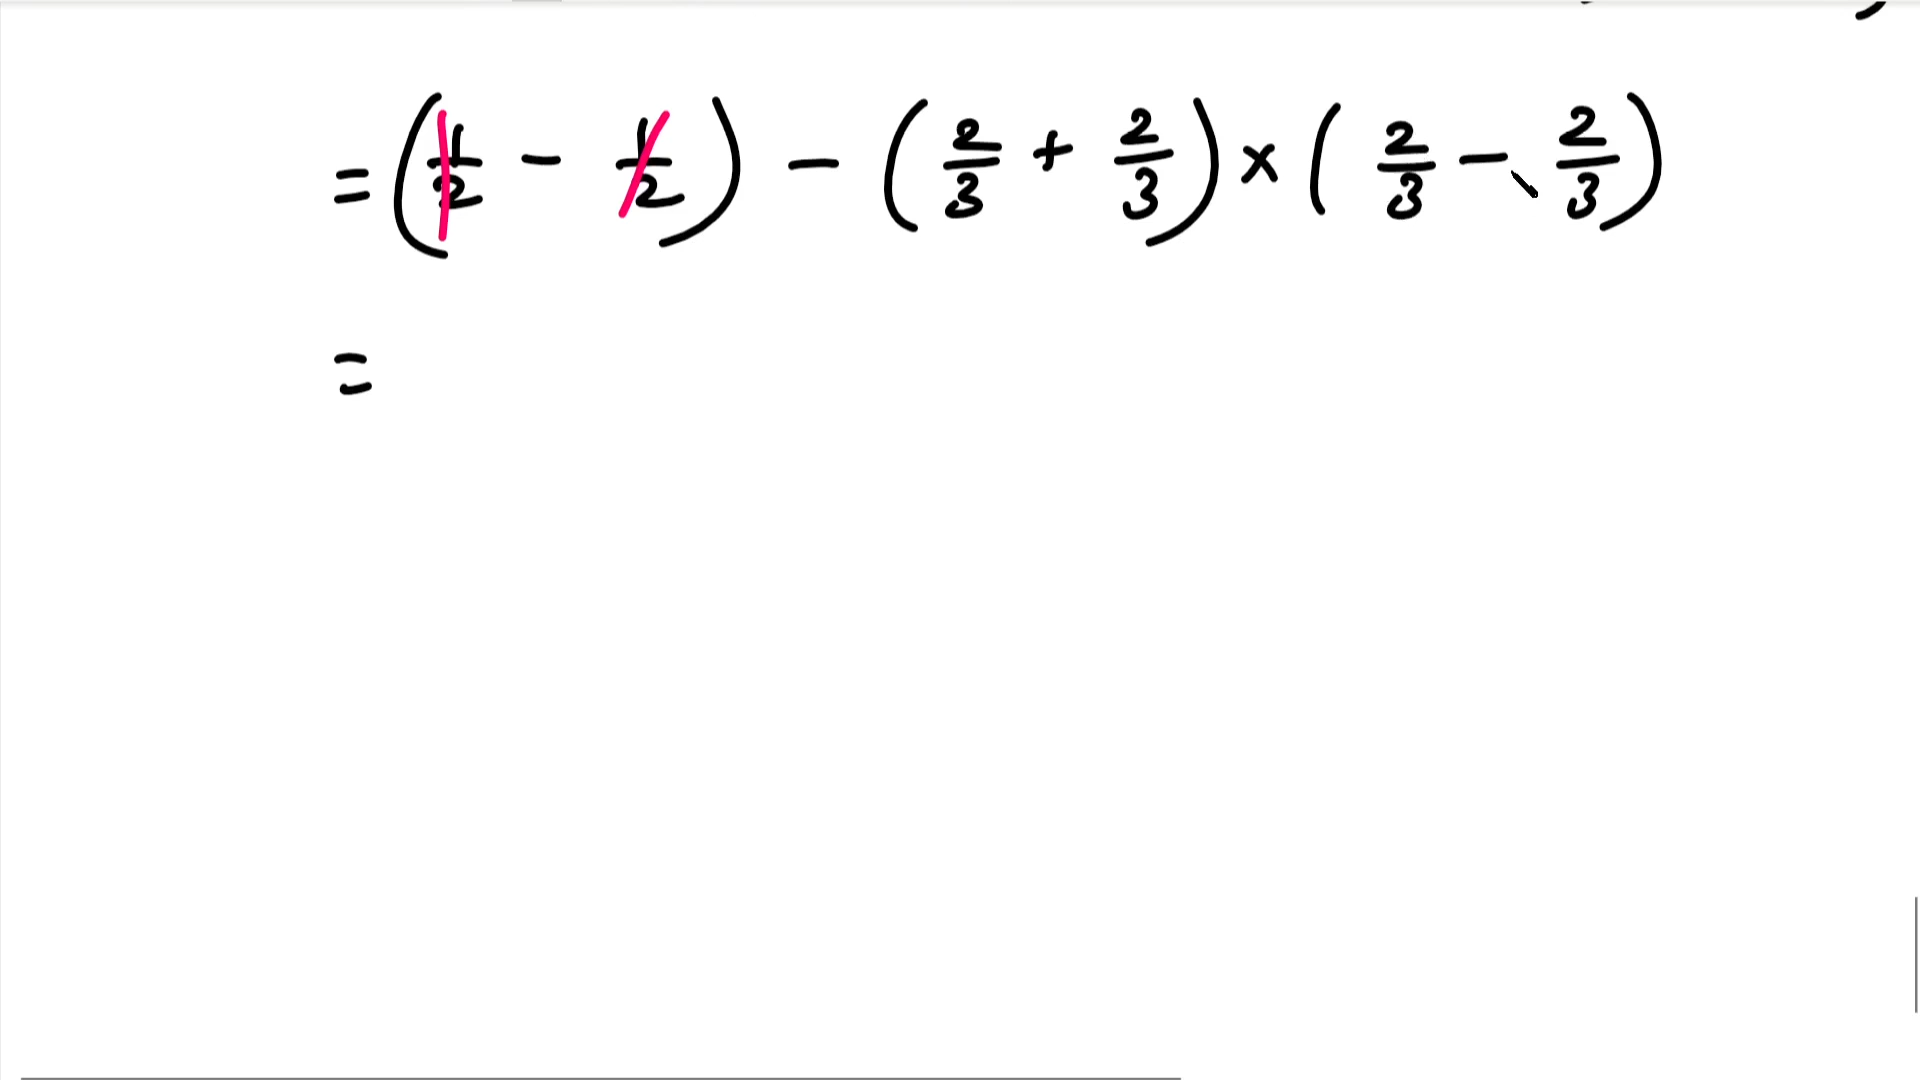 = (1/2 - 1/2) - (2/3 + 2/3) × (2/3 - 2/3)
=